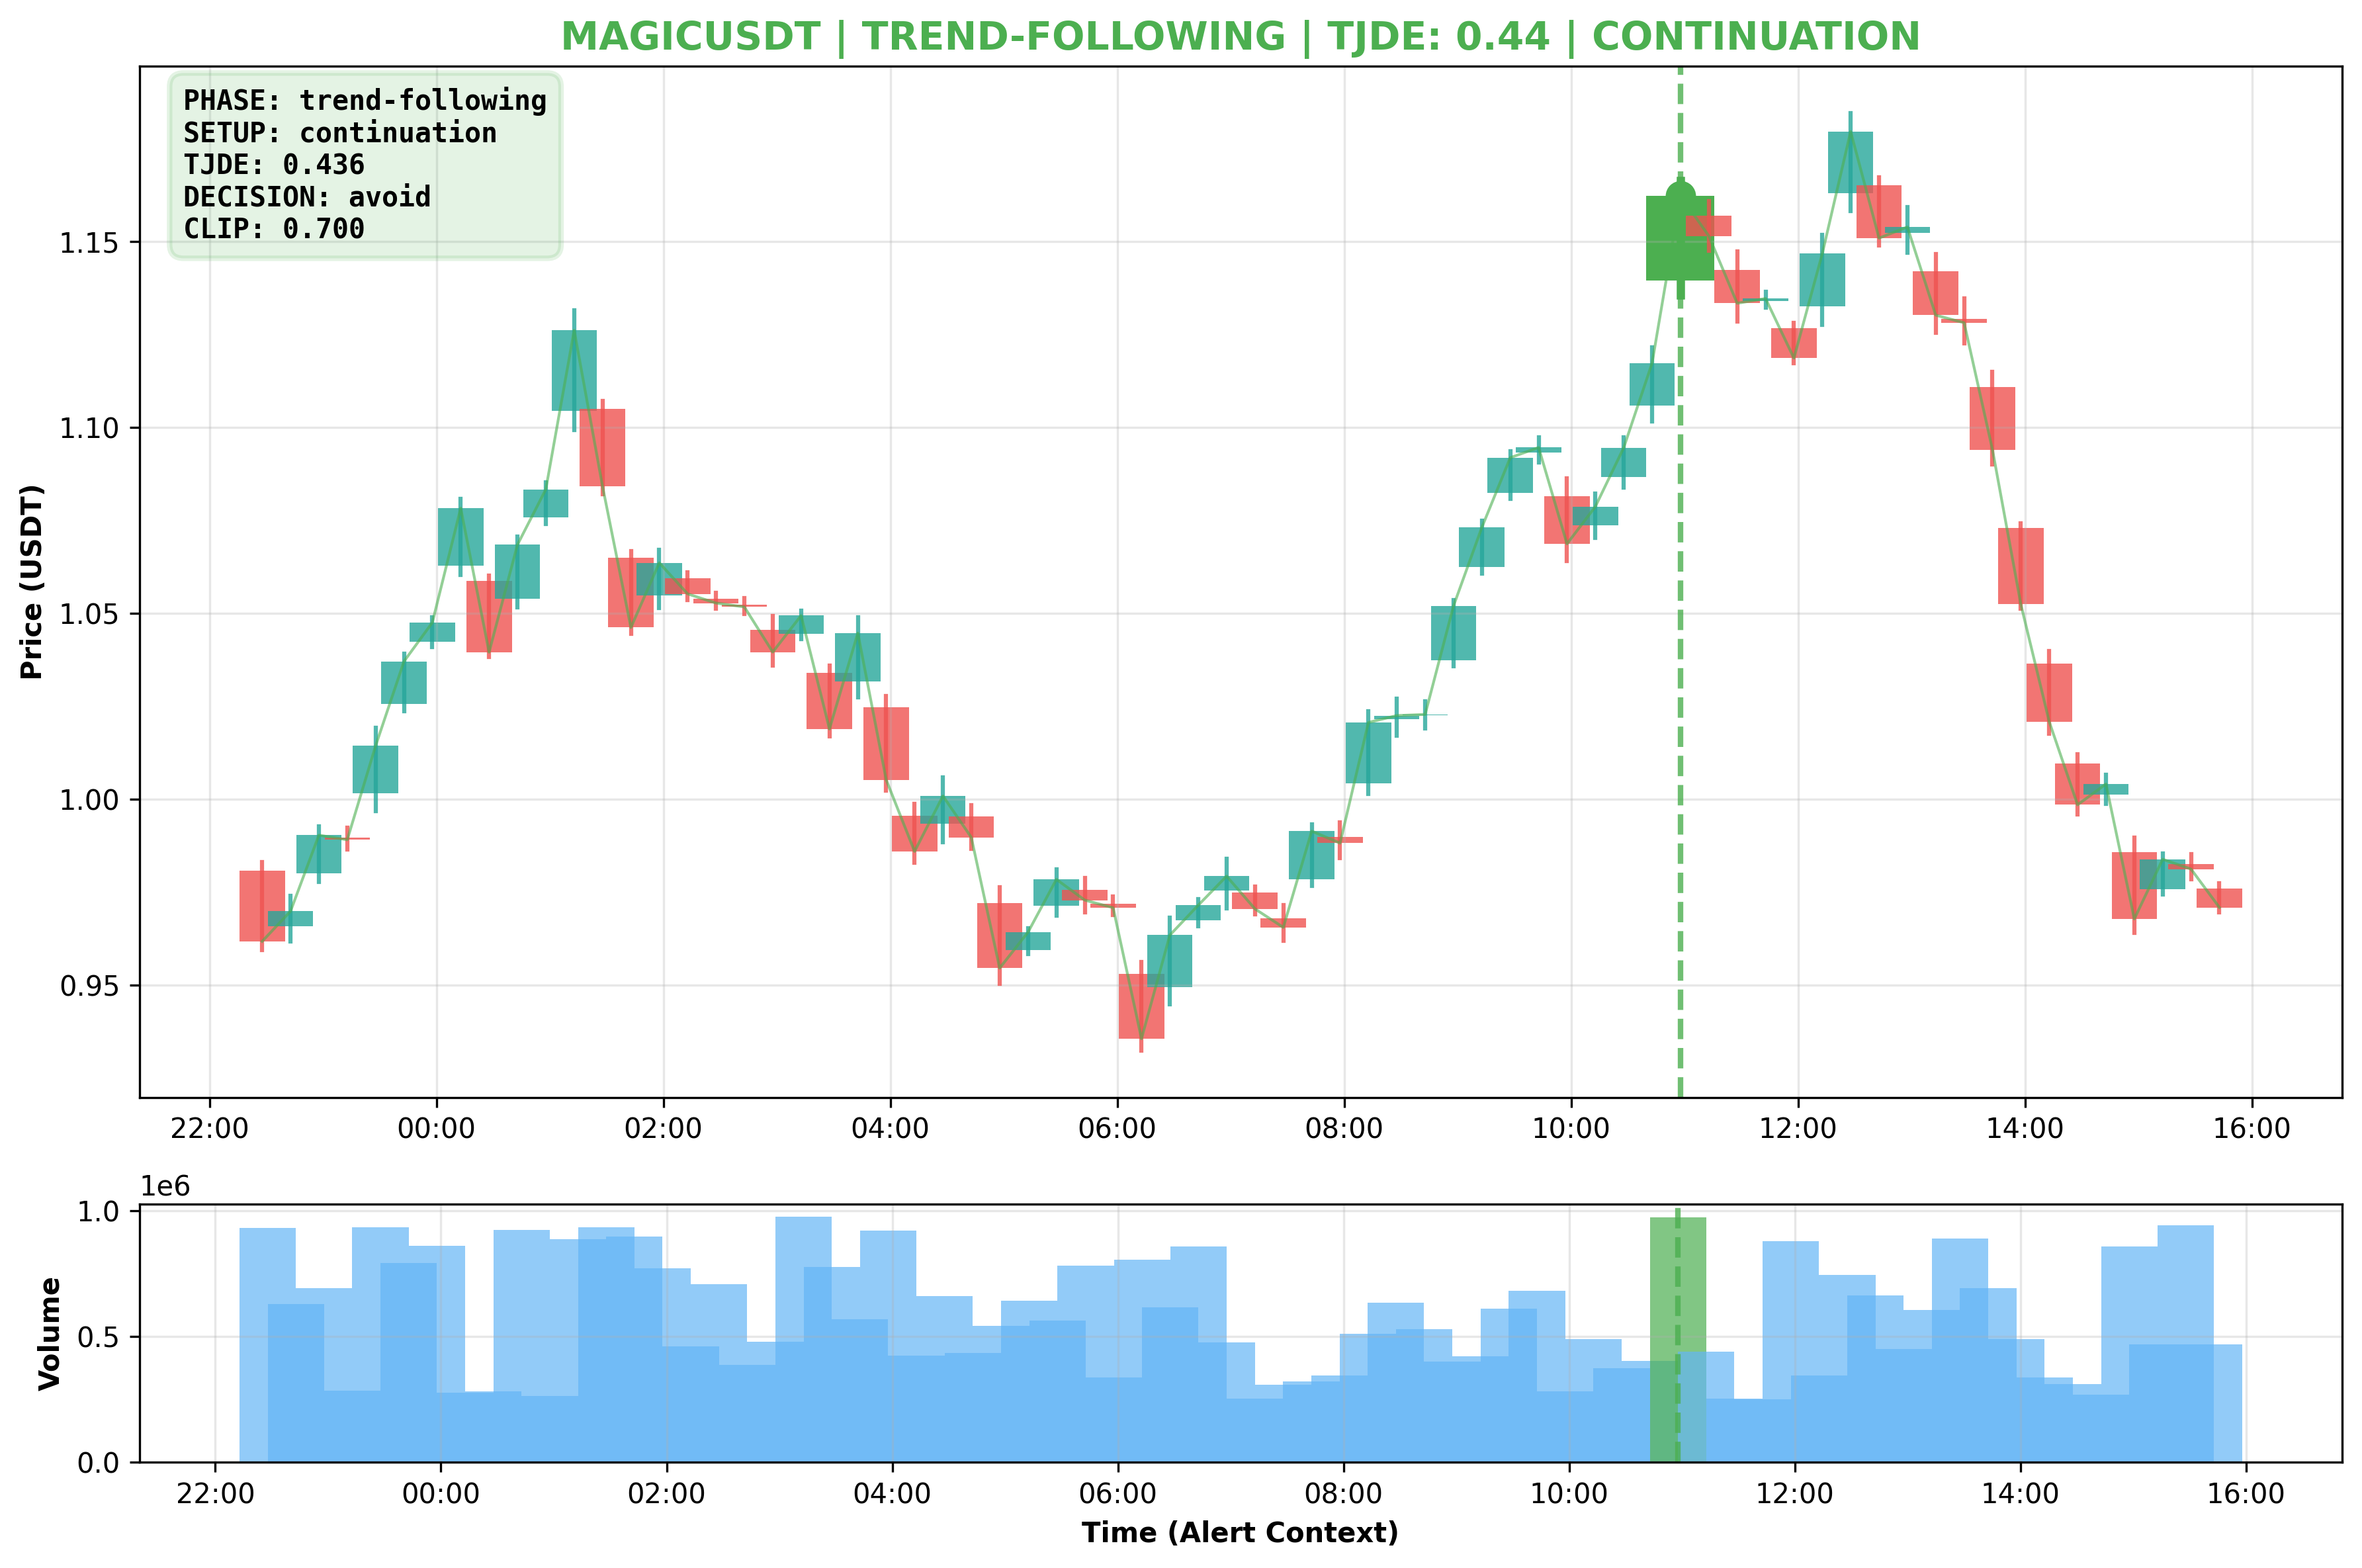 MAGICUSDT | TREND-FOLLOWING | TJDE: 0.44 | CONTINUATION
PHASE: trend-following
SETUP: continuation
TJDE: 0.436
DECISION: avoid
CLIP: 0.700
Price (USDT)
1.15
1.10
1.05
1.00
0.95
22:00 00:00 02:00 04:00 06:00 08:00 10:00 12:00 14:00 16:00
1e6
Volume
1.0
0.5
0.0
22:00 00:00 02:00 04:00 06:00 08:00 10:00 12:00 14:00 16:00
Time (Alert Context)